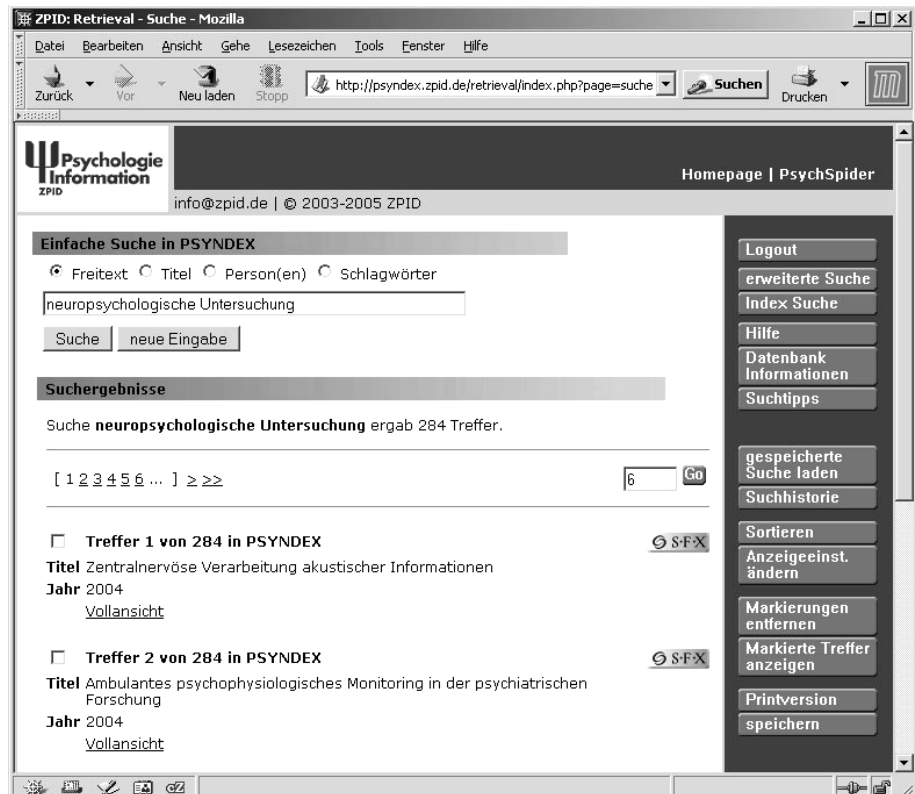 ZPID: Retrieval - Suche - Mozilla
Datei Bearbeiten Ansicht Gehe Lesezeichen Tools Fenster Hilfe
Zurück Vor Neu laden Stopp http://psyndex.zpid.de/retrieval/index.php?page=suche Suchen Drucken
Psychologie
Information
ZPID
Homepage | PsychSpider
info@zpid.de | © 2003-2005 ZPID
Einfache Suche in PSYNDEX
Freitext Titel Person(en) Schlagwörter
neuropsychologische Untersuchung
Suche neue Eingabe
Suchergebnisse
Suche neuropsychologische Untersuchung ergab 284 Treffer.
[ 1 2 3 4 5 6 ... ] > >>
6 Go
Treffer 1 von 284 in PSYNDEX
S·F·X
Titel Zentralnervöse Verarbeitung akustischer Informationen
Jahr 2004
Vollansicht
Treffer 2 von 284 in PSYNDEX
S·F·X
Titel Ambulantes psychophysiologisches Monitoring in der psychiatrischen
Forschung
Jahr 2004
Vollansicht
Logout
erweiterte Suche
Index Suche
Hilfe
Datenbank
Informationen
Suchtipps
gespeicherte
Suche laden
Suchhistorie
Sortieren
Anzeigeeinst.
ändern
Markierungen
entfernen
Markierte Treffer
anzeigen
Printversion
speichern